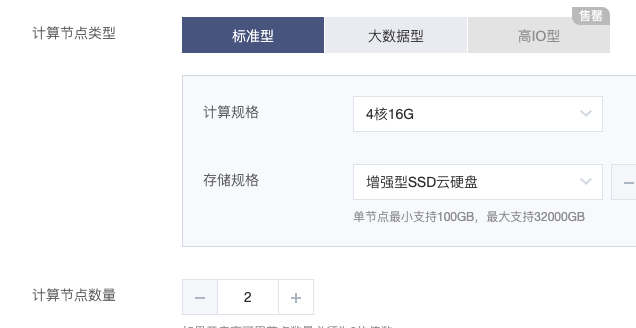 售罄
计算节点类型 标准型 大数据型 高IO型
计算规格 4核16G
存储规格 增强型SSD云硬盘
单节点最小支持100GB，最大支持32000GB
计算节点数量 2